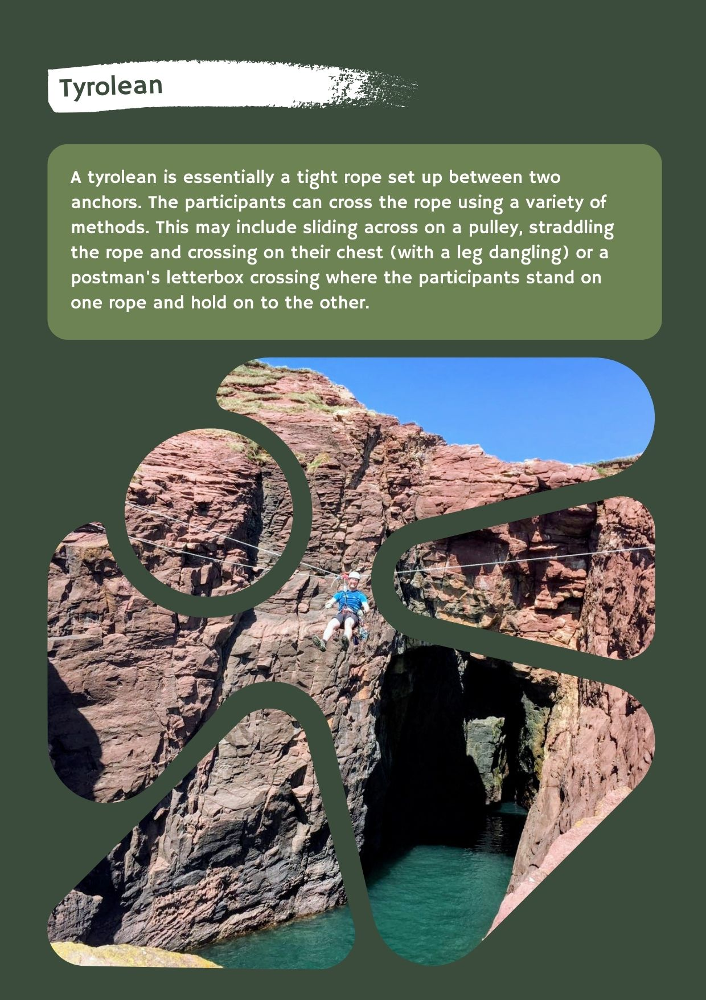 Tyrolean
A tyrolean is essentially a tight rope set up between two
anchors. The participants can cross the rope using a variety of
methods. This may include sliding across on a pulley, straddling
the rope and crossing on their chest (with a leg dangling) or a
postman's letterbox crossing where the participants stand on
one rope and hold on to the other.